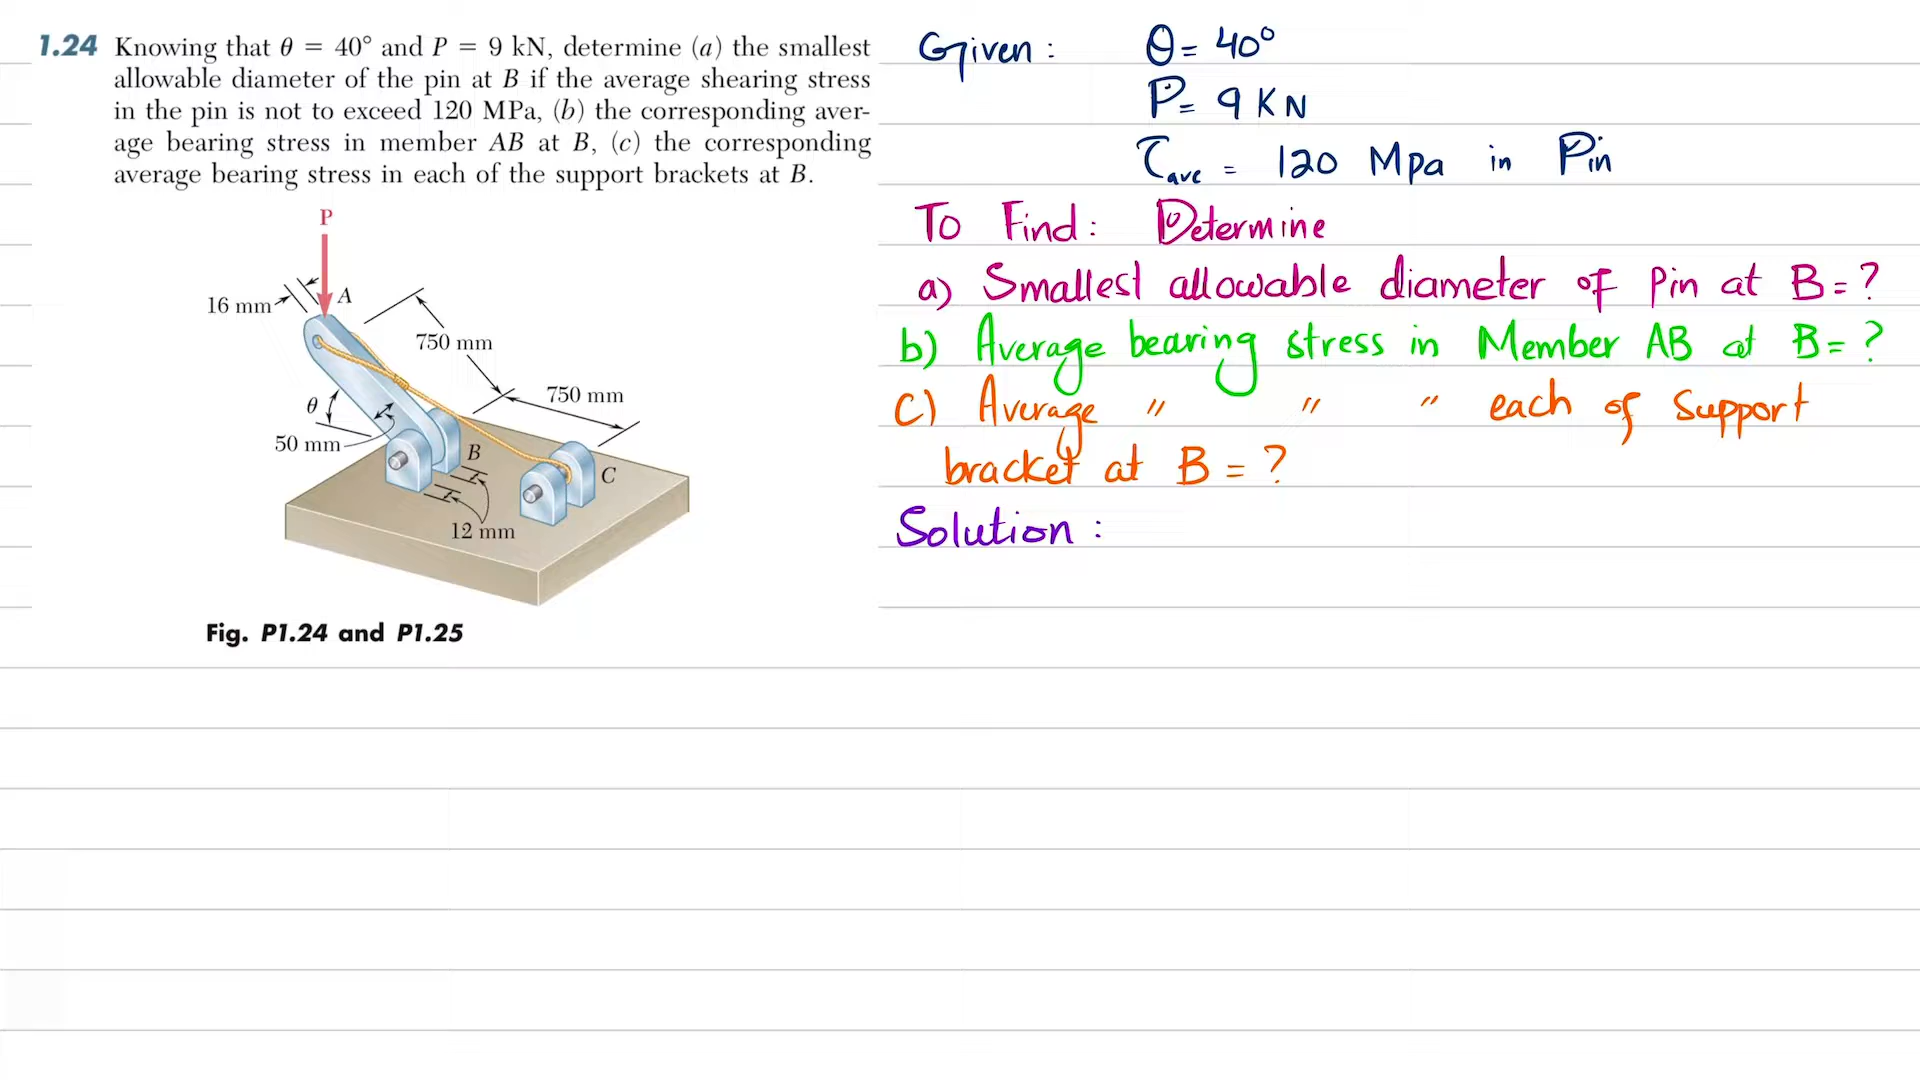 1.24 Knowing that θ = 40° and P = 9 kN, determine (a) the smallest
allowable diameter of the pin at B if the average shearing stress
in the pin is not to exceed 120 MPa, (b) the corresponding aver-
age bearing stress in member AB at B, (c) the corresponding
average bearing stress in each of the support brackets at B.
P
16 mm
A
750 mm
750 mm
θ
50 mm
B
C
12 mm
Fig. P1.24 and P1.25
Given : θ = 40°
P = 9 KN
τave = 120 Mpa in Pin
To Find : Determine
a) Smallest allowable diameter of Pin at B = ?
b) Average bearing stress in Member AB at B = ?
C) Average " " " each of Support
bracket at B = ?
Solution :